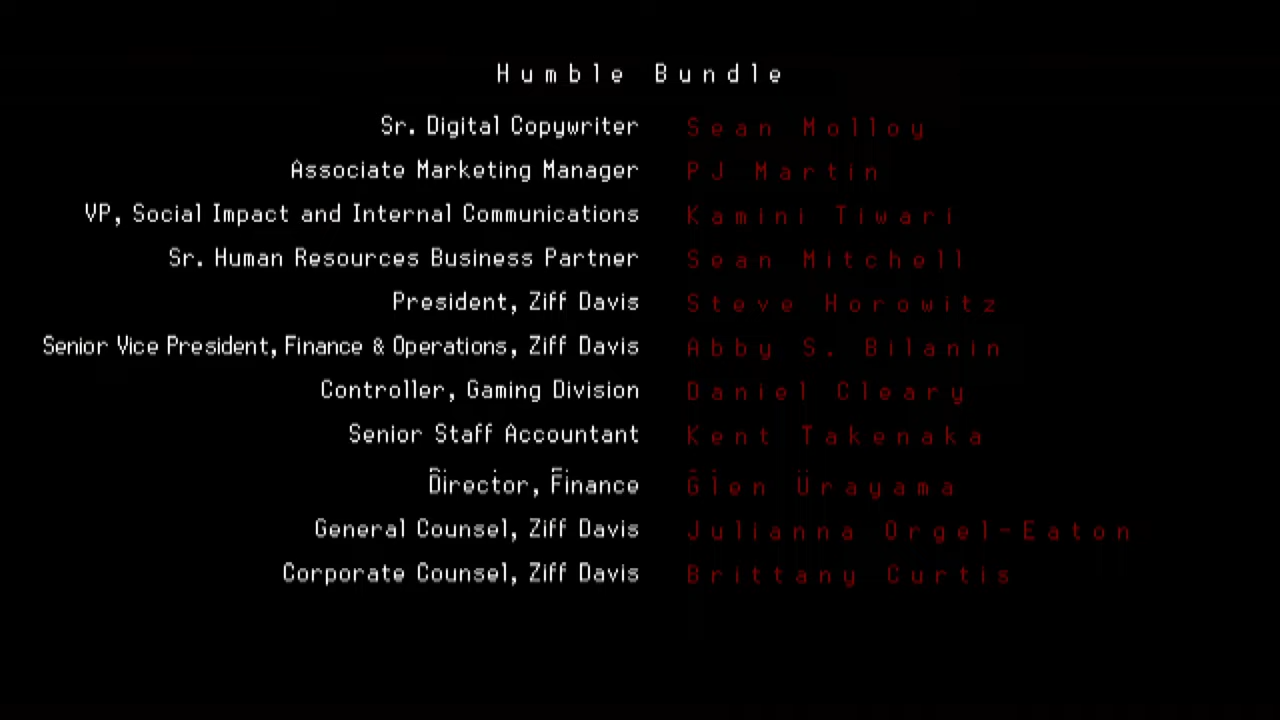 Humble Bundle
Sr. Digital Copywriter Sean Molloy
Associate Marketing Manager PJ Martin
VP, Social Impact and Internal Communications Kamini Tiwari
Sr. Human Resources Business Partner Sean Mitchell
President, Ziff Davis Steve Horowitz
Senior Vice President, Finance & Operations, Ziff Davis Abby S. Bilanin
Controller, Gaming Division Daniel Cleary
Senior Staff Accountant Kent Takenaka
Director, Finance Glen Urayama
General Counsel, Ziff Davis Julianna Orgel-Eaton
Corporate Counsel, Ziff Davis Brittany Curtis